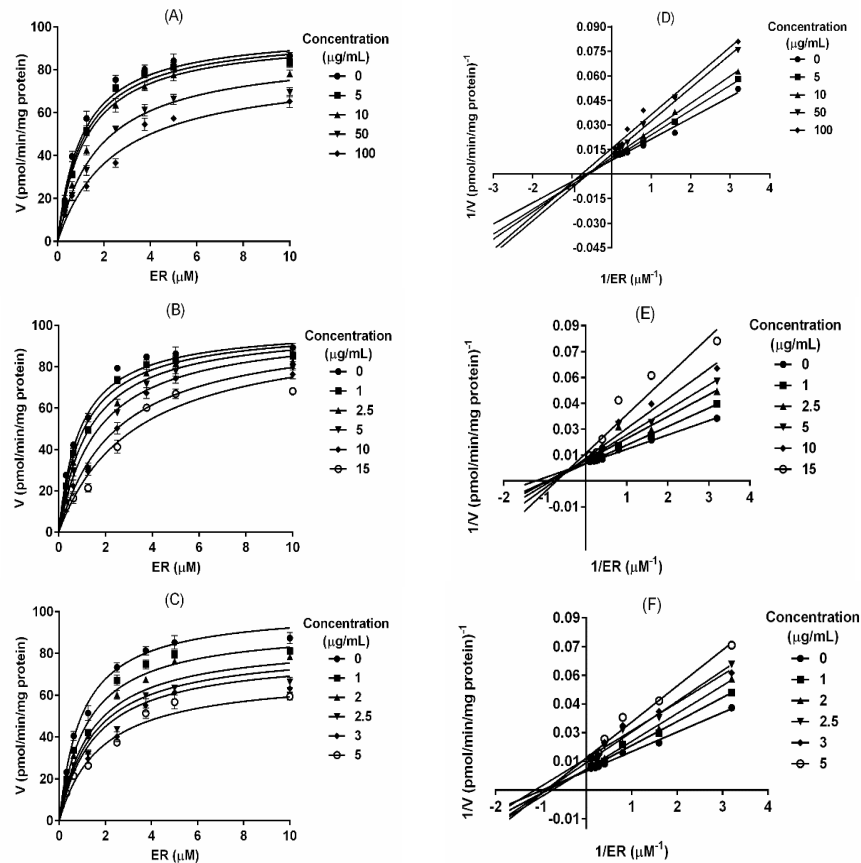 (A)
V (pmol/min/mg protein)
100
80
60
40
20
0
0 2 4 6 8 10
ER (μM)
Concentration
(μg/mL)
0
5
10
50
100
(D)
1/V (pmol/min/mg protein)⁻¹
0.090
0.075
0.060
0.045
0.030
0.015
-0.015
-0.030
-0.045
-3 -2 -1 0 1 2 3 4
1/ER (μM⁻¹)
Concentration
(μg/mL)
0
5
10
50
100
(B)
V (pmol/min/mg protein)
100
80
60
40
20
0
0 2 4 6 8 10
ER (μM)
Concentration
(μg/mL)
0
1
2.5
5
10
15
(E)
1/V (pmol/min/mg protein)⁻¹
0.09
0.06
0.04
0.01
-0.01
-2 -1 0 1 2 3 4
1/ER (μM⁻¹)
Concentration
(μg/mL)
0
1
2.5
5
10
15
(C)
V (pmol/min/mg protein)
100
80
60
40
20
0
0 2 4 6 8 10
ER (μM)
Concentration
(μg/mL)
0
1
2
2.5
3
5
(F)
1/V (pmol/min/mg protein)⁻¹
0.09
0.07
0.05
0.03
0.01
-0.01
-2 -1 0 1 2 3 4
1/ER (μM⁻¹)
Concentration
(μg/mL)
0
1
2
2.5
3
5